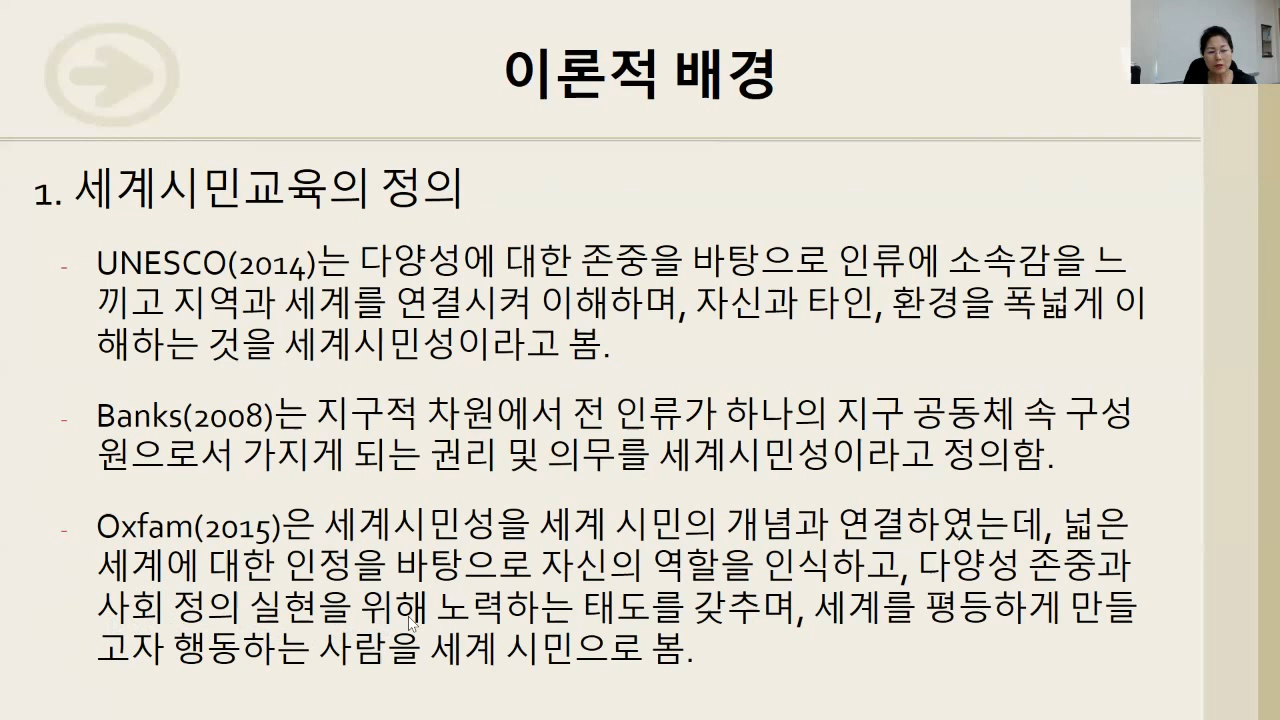 이론적 배경
1. 세계시민교육의 정의
- UNESCO(2014)는 다양성에 대한 존중을 바탕으로 인류에 소속감을 느
끼고 지역과 세계를 연결시켜 이해하며, 자신과 타인, 환경을 폭넓게 이
해하는 것을 세계시민성이라고 봄.
- Banks(2008)는 지구적 차원에서 전 인류가 하나의 지구 공동체 속 구성
원으로서 가지게 되는 권리 및 의무를 세계시민성이라고 정의함.
- Oxfam(2015)은 세계시민성을 세계 시민의 개념과 연결하였는데, 넓은
세계에 대한 인정을 바탕으로 자신의 역할을 인식하고, 다양성 존중과
사회 정의 실현을 위해 노력하는 태도를 갖추며, 세계를 평등하게 만들
고자 행동하는 사람을 세계 시민으로 봄.